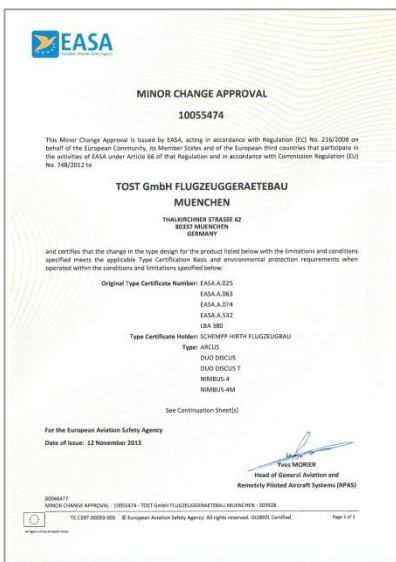 EASA
European Aviation Safety Agency
MINOR CHANGE APPROVAL
10055474
This Minor Change Approval is issued by EASA, acting in accordance with Regulation (EC) No. 216/2008 on
behalf of the European Community, its Member States and of the European third countries that participate in
the activities of EASA under Article 66 of that Regulation and in accordance with Commission Regulation (EU)
No. 748/2012 to
TOST GmbH FLUGZEUGGERAETEBAU
MUENCHEN
THALKIRCHNER STRASSE 62
80337 MUENCHEN
GERMANY
and certifies that the change in the type design for the product listed below with the limitations and conditions
specified meets the applicable Type Certification Basis and environmental protection requirements when
operated within the conditions and limitations specified below:
Original Type Certificate Number: EASA.A.025
EASA.A.063
EASA.A.074
EASA.A.532
LBA 380
Type Certificate Holder: SCHEMPP HIRTH FLUGZEUGBAU
Type: ARCUS
DUO DISCUS
DUO DISCUS T
NIMBUS-4
NIMBUS-4M
See Continuation Sheet(s)
For the European Aviation Safety Agency
Date of Issue: 12 November 2015
Yves MORIER
Head of General Aviation and
Remotely Piloted Aircraft Systems (RPAS)
60046477
MINOR CHANGE APPROVAL - 10055474 - TOST GmbH FLUGZEUGGERAETEBAU MUENCHEN - 303928
TE.CERT.00093-003 © European Aviation Safety Agency. All rights reserved. ISO9001 Certified. Page 1 of 2
An Agency of the European Union